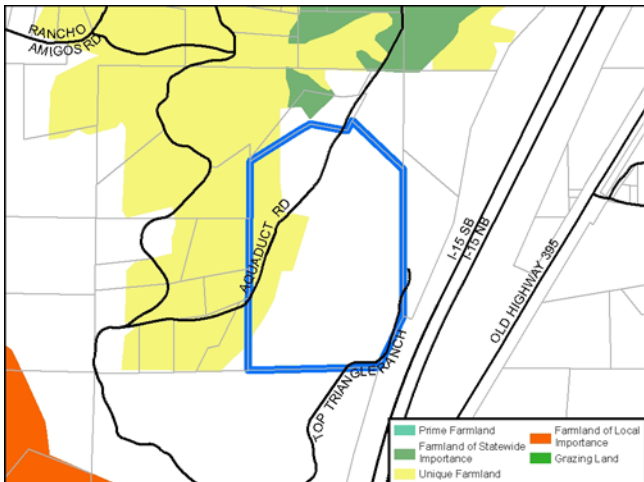 RANCHO
AMIGOS RD
AQUADUCT RD
I-15 SB
I-15 NB
OLD HIGHWAY 395
TOP TRIANGLE RANCH
Prime Farmland
Farmland of Statewide
Importance
Unique Farmland
Farmland of Local
Importance
Grazing Land